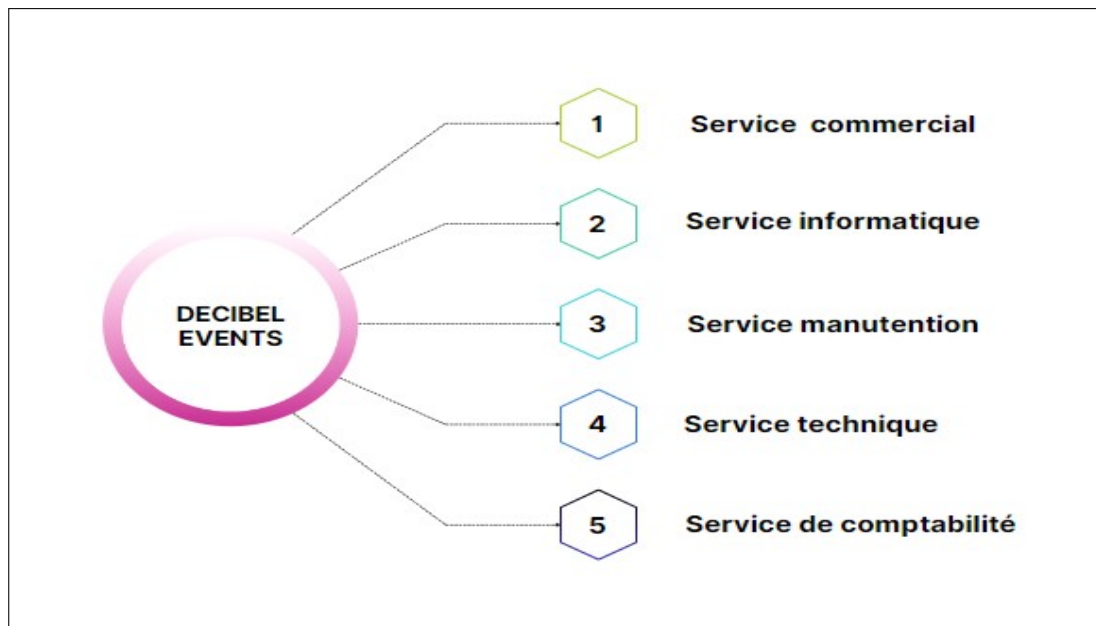 1
Service commercial
2
Service informatique
DECIBEL
EVENTS
3
Service manutention
4
Service technique
5
Service de comptabilité